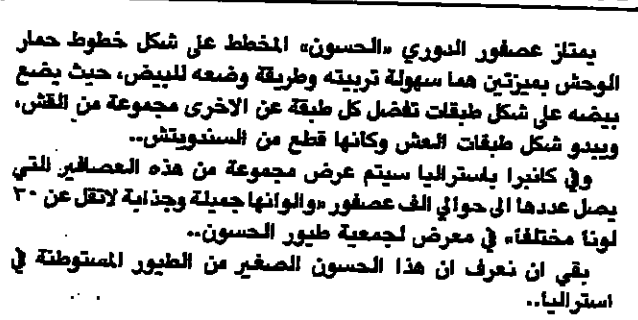 يمتاز عصفور الدوري «الحسون» المخطط على شكل خطوط حمار
الوحش بميزتين هما سهولة تربيته وطريقة وضعه للبيض، حيث يضع
بيضه على شكل طبقات تفضل كل طبقة عن الاخرى مجموعة من القش،
ويبدو شكل طبقات العش وكانها قطع من السندويتش..
وفي كانبرا باستراليا سيتم عرض مجموعة من هذه العصافير التي
يصل عددها الى حوالي الف عصفور «والوانها جميلة وجذابة لاتقل عن ٣٠
لونا مختلفا» في معرض لجمعية طيور الحسون..
بقي ان نعرف ان هذا الحسون الصغير من الطيور المستوطنة في
استراليا..